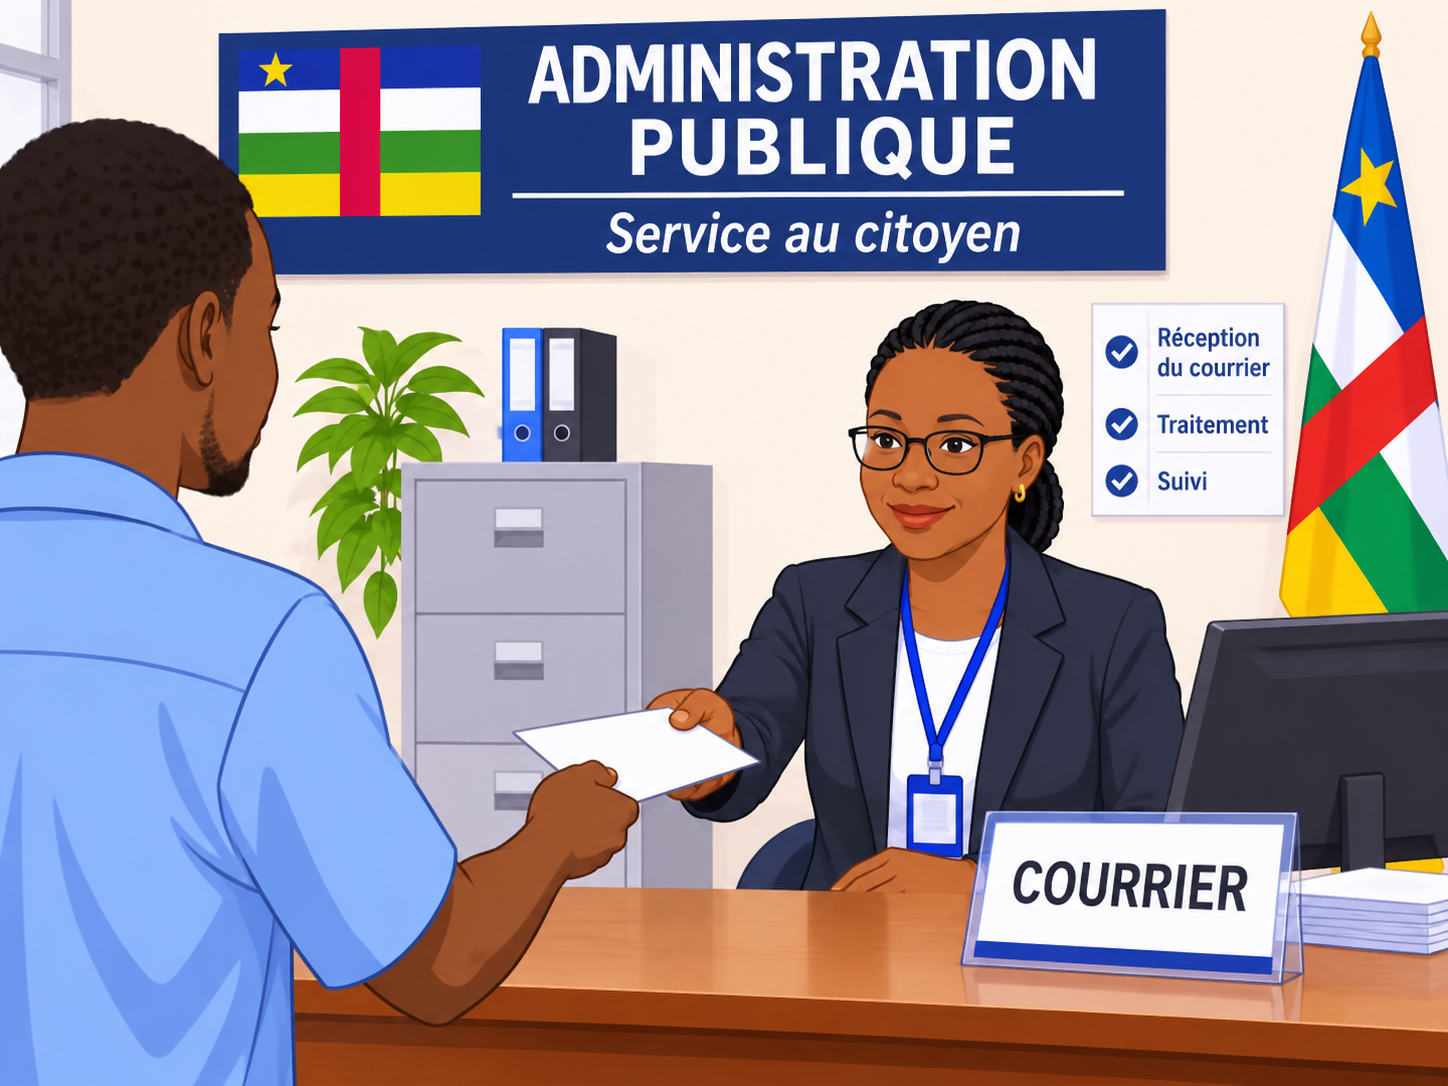 ADMINISTRATION
PUBLIQUE
Service au citoyen
Réception
du courrier
Traitement
Suivi
COURRIER